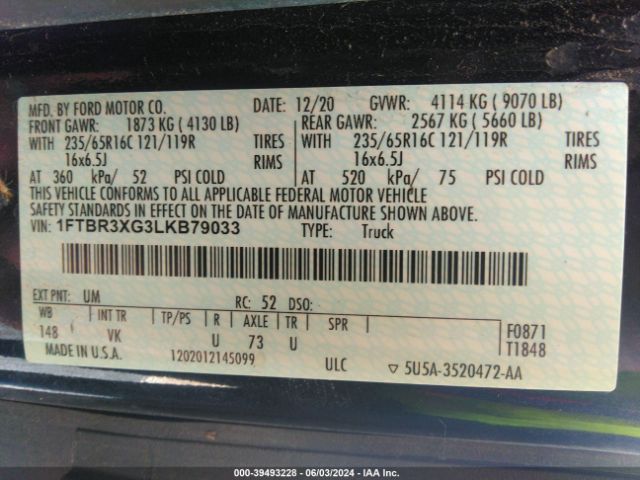 MFD. BY FORD MOTOR CO. DATE: 12/20 GVWR: 4114 KG ( 9070 LB)
FRONT GAWR: 1873 KG ( 4130 LB) REAR GAWR: 2567 KG ( 5660 LB)
WITH 235/65R16C 121/119R TIRES WITH 235/65R16C 121/119R TIRES
16x6.5J RIMS 16x6.5J RIMS
AT 360 kPa/ 52 PSI COLD AT 520 kPa/ 75 PSI COLD
THIS VEHICLE CONFORMS TO ALL APPLICABLE FEDERAL MOTOR VEHICLE
SAFETY STANDARDS IN EFFECT ON THE DATE OF MANUFACTURE SHOWN ABOVE.
VIN: 1FTBR3XG3LKB79033 TYPE: Truck
EXT PNT: UM RC: 52 DSO:
WB INT TR TP/PS R AXLE TR SPR F0871
148 VK U 73 U T1848
MADE IN U.S.A. 1202012145099 ULC 5U5A-3520472-AA
000-39493228 - 06/03/2024 - IAA Inc.